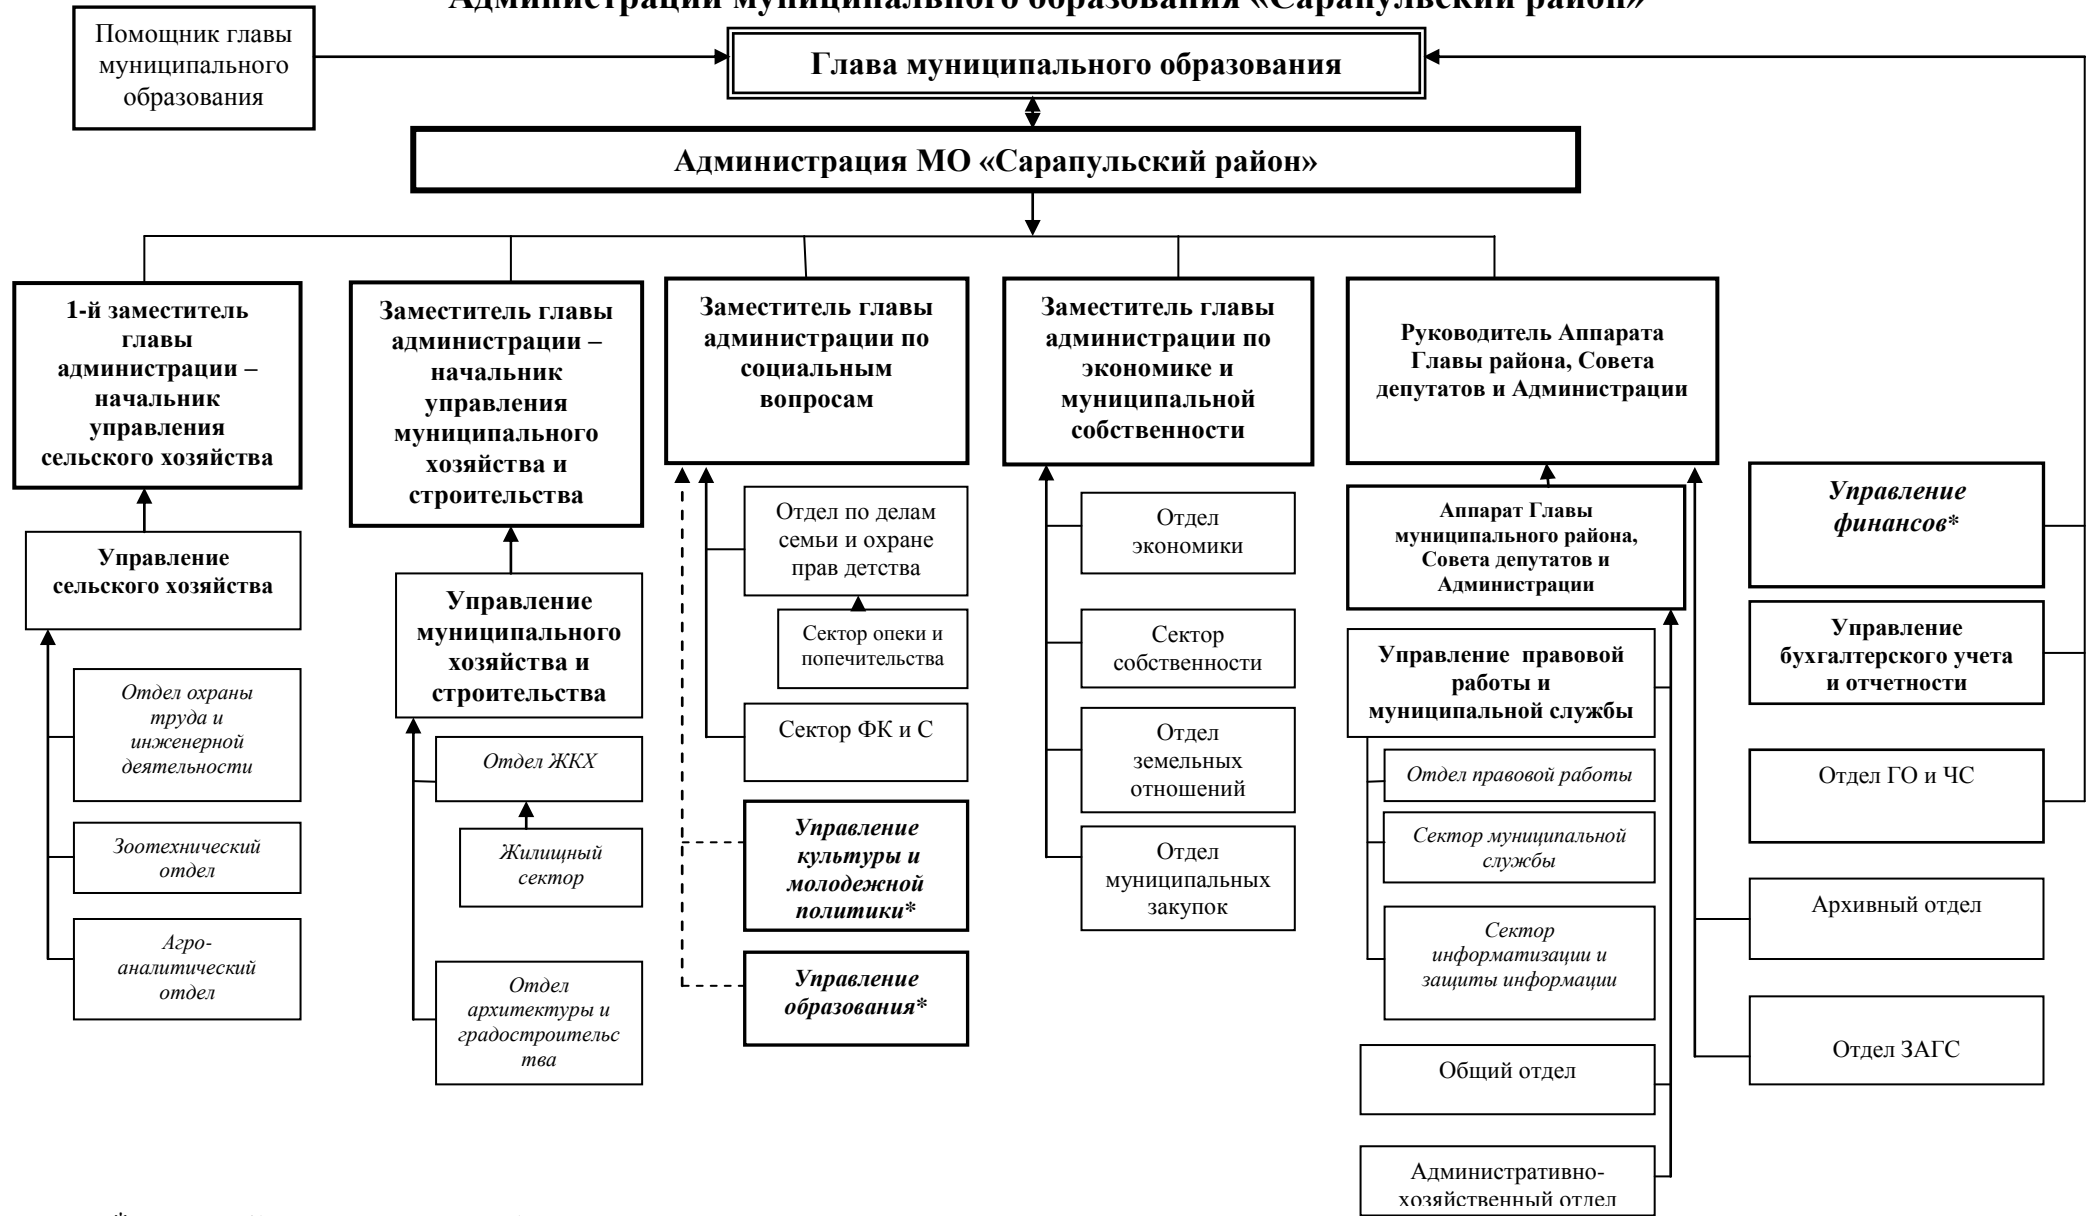 Администрации муниципального образования «Сарапульский район»
Помощник главы
муниципального
образования
Глава муниципального образования
Администрация МО «Сарапульский район»
1-й заместитель
главы
администрации –
начальник
управления
сельского хозяйства
Управление
сельского хозяйства
Отдел охраны
труда и
инженерной
деятельности
Зоотехнический
отдел
Агро-
аналитический
отдел
Заместитель главы
администрации –
начальник
управления
муниципального
хозяйства и
строительства
Управление
муниципального
хозяйства и
строительства
Отдел ЖКХ
Жилищный
сектор
Отдел
архитектуры и
градостроительс
тва
Заместитель главы
администрации по
социальным
вопросам
Отдел по делам
семьи и охране
прав детства
Сектор опеки и
попечительства
Сектор ФК и С
Управление
культуры и
молодежной
политики*
Управление
образования*
Заместитель главы
администрации по
экономике и
муниципальной
собственности
Отдел
экономики
Сектор
собственности
Отдел
земельных
отношений
Отдел
муниципальных
закупок
Руководитель Аппарата
Главы района, Совета
депутатов и Администрации
Аппарат Главы
муниципального района,
Совета депутатов и
Администрации
Управление правовой
работы и
муниципальной службы
Отдел правовой работы
Сектор муниципальной
службы
Сектор
информатизации и
защиты информации
Общий отдел
Административно-
хозяйственный отдел
Управление
финансов*
Управление
бухгалтерского учета
и отчетности
Отдел ГО и ЧС
Архивный отдел
Отдел ЗАГС
*